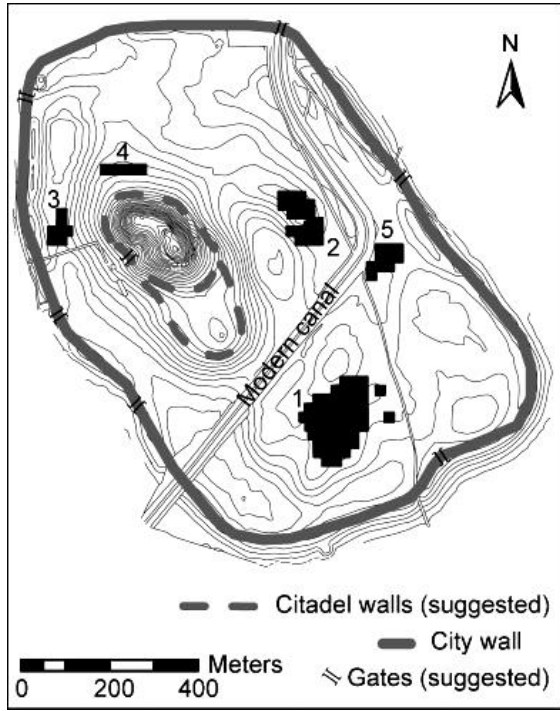 N
4
3
2
5
Modern canal
1
Citadel walls (suggested)
City wall
Meters
Gates (suggested)
0 200 400